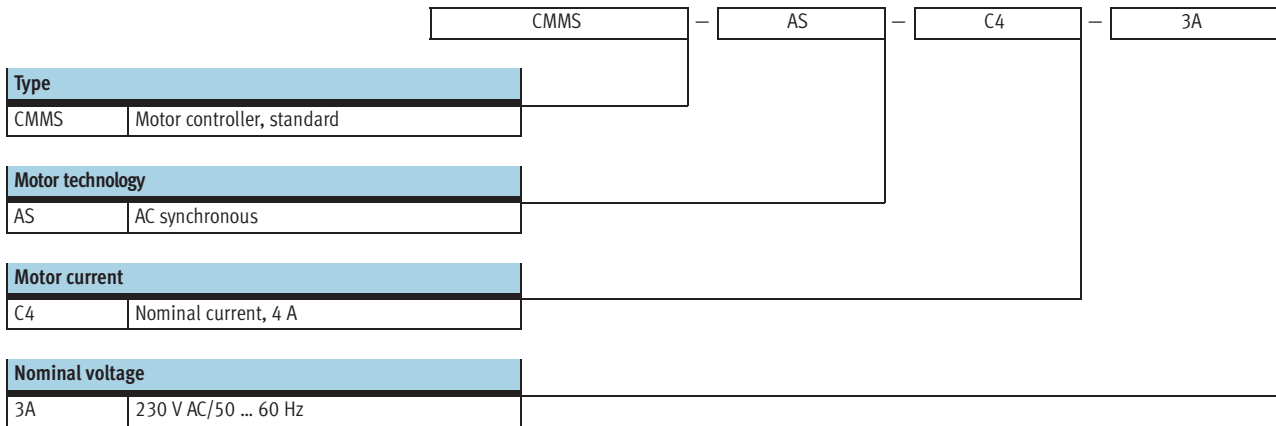 CMMS – AS – C4 – 3A
Type
CMMS Motor controller, standard
Motor technology
AS AC synchronous
Motor current
C4 Nominal current, 4 A
Nominal voltage
3A 230 V AC/50 ... 60 Hz